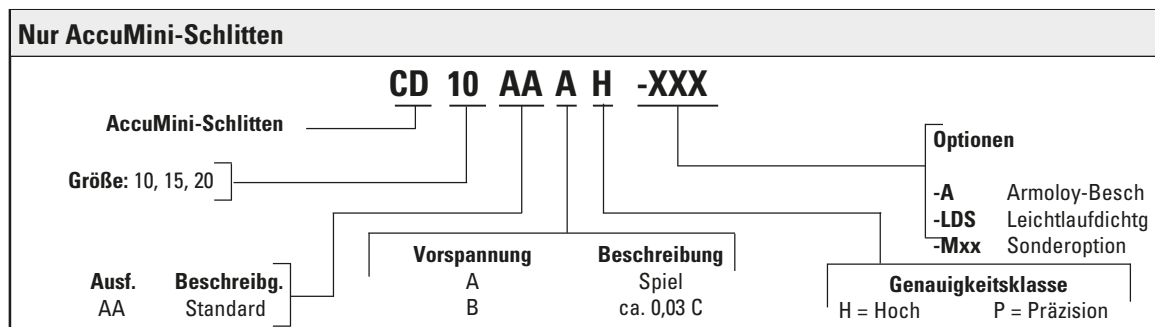 Nur AccuMini-Schlitten
CD 10 AA A H -XXX
AccuMini-Schlitten
Größe: 10, 15, 20
Optionen
-A Armoloy-Besch
-LDS Leichtlaufdichtg
-Mxx Sonderoption
Vorspannung Beschreibung
A Spiel
B ca. 0,03 C
Ausf. Beschreibg.
AA Standard
Genauigkeitsklasse
H = Hoch P = Präzision